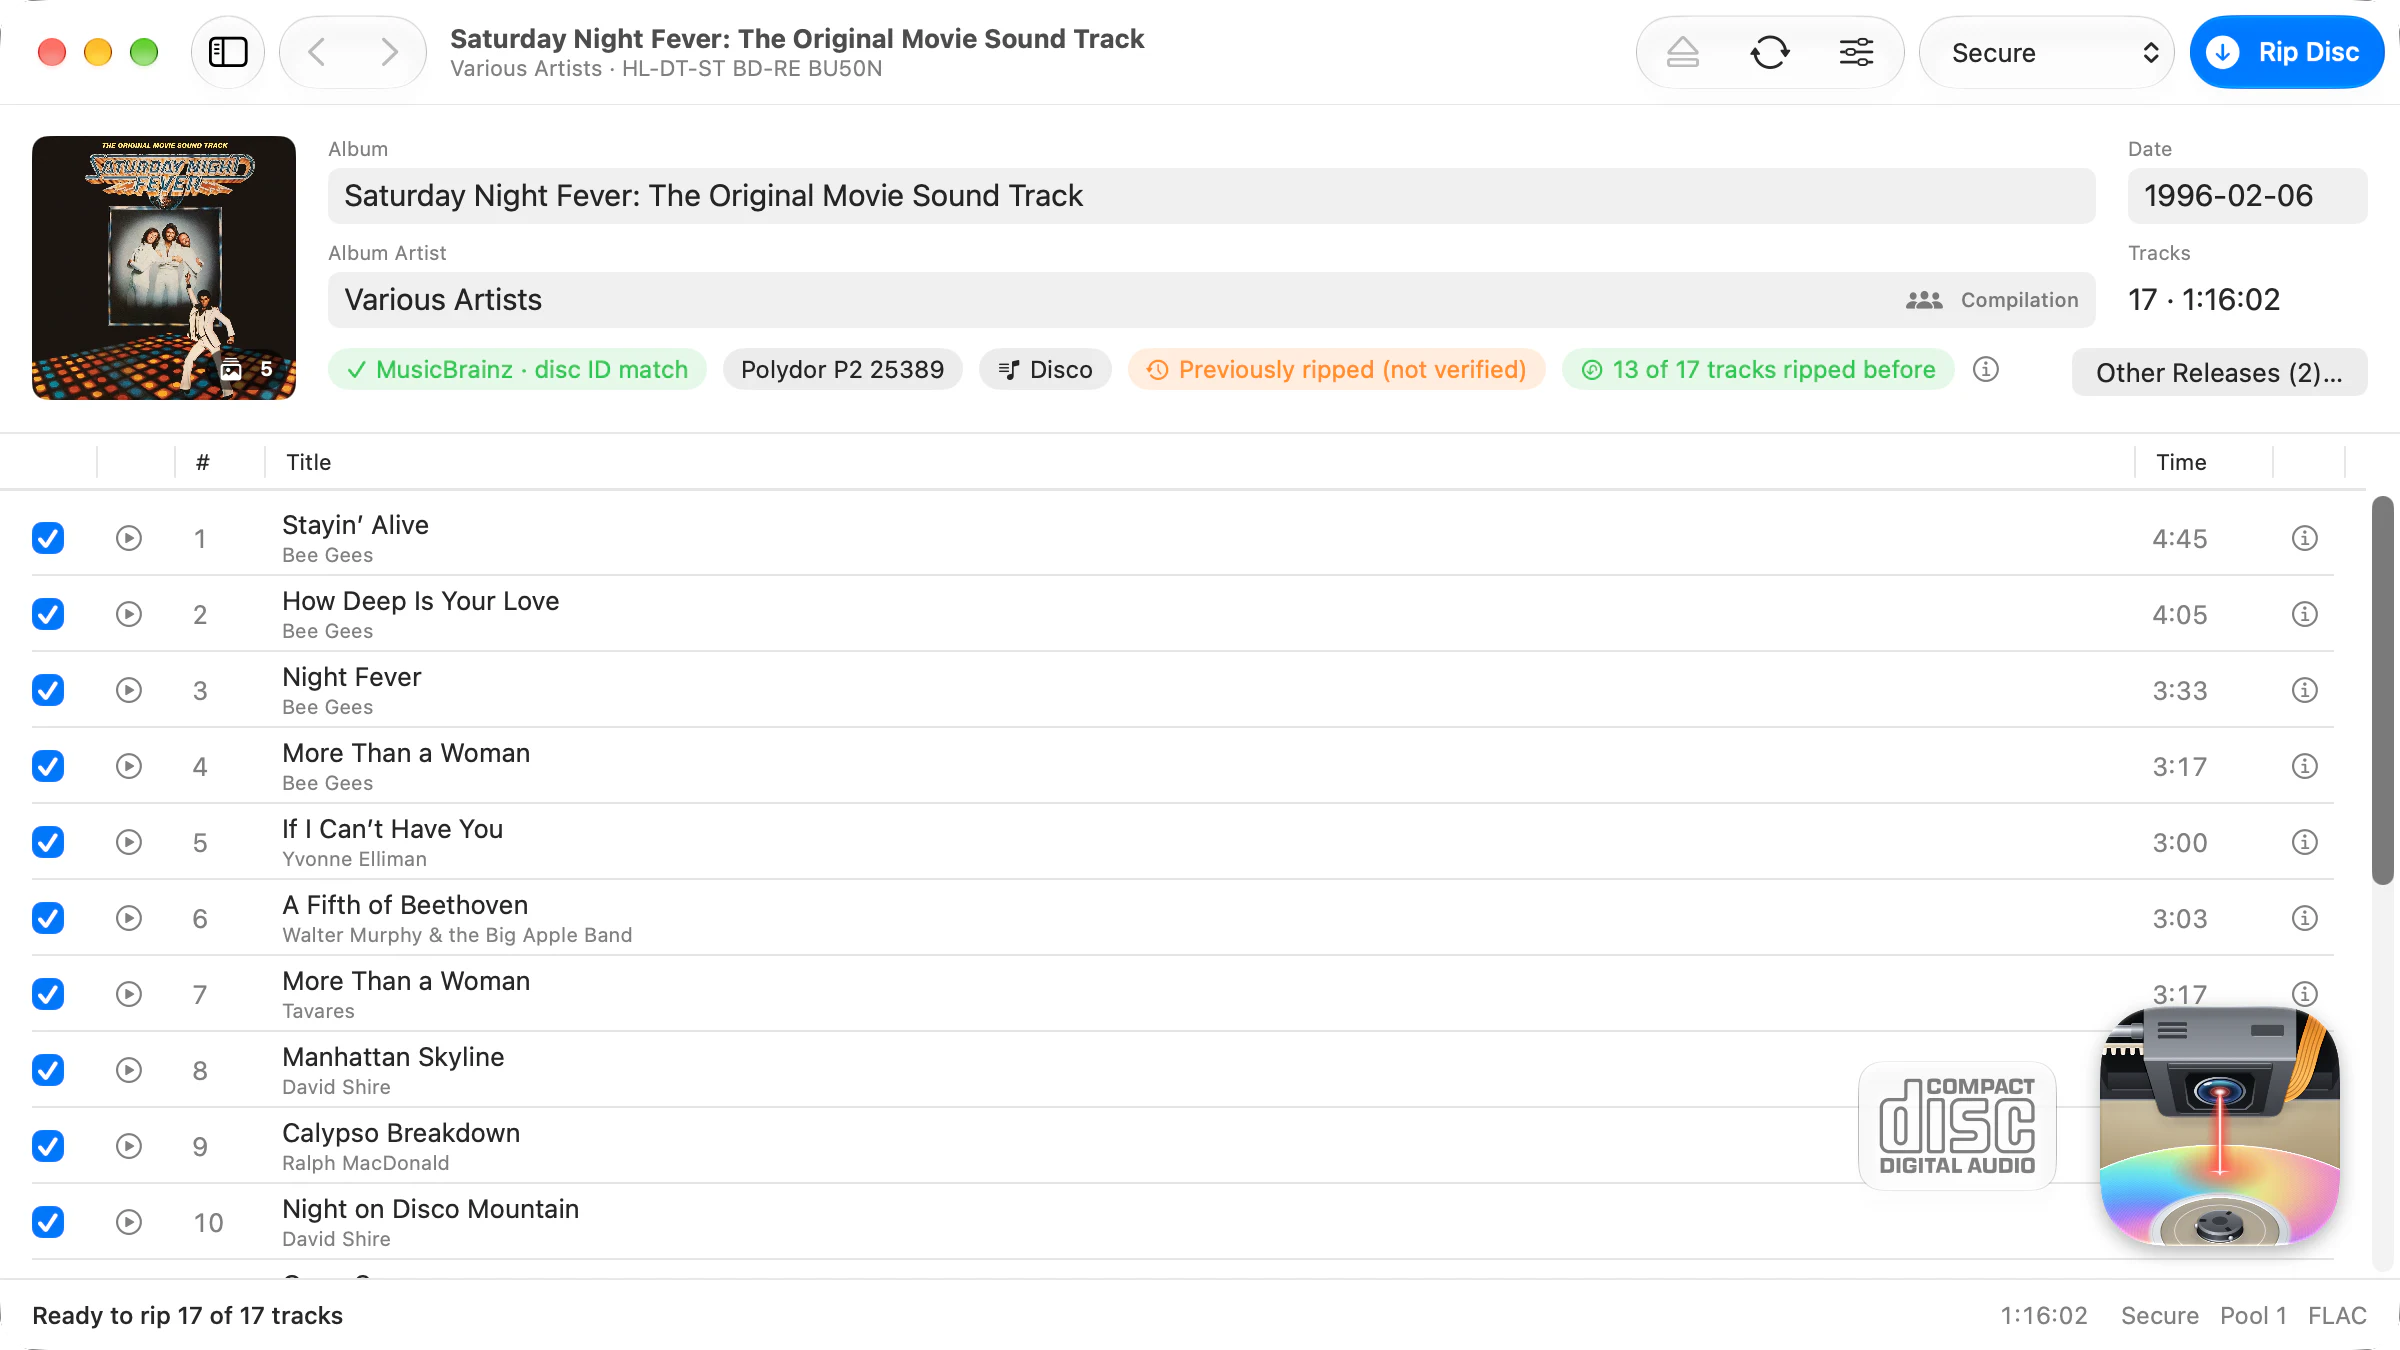 Saturday Night Fever: The Original Movie Sound Track
Various Artists · HL-DT-ST BD-RE BU50N
Secure
Rip Disc
THE ORIGINAL MOVIE SOUND TRACK
SATURDAY NIGHT
FEVER
5
Album
Saturday Night Fever: The Original Movie Sound Track
Date
1996-02-06
Album Artist
Various Artists
Compilation
Tracks
17 · 1:16:02
MusicBrainz · disc ID match
Polydor P2 25389
Disco
Previously ripped (not verified)
13 of 17 tracks ripped before
Other Releases (2)...
# Title Time
1 Stayin’ Alive 4:45
Bee Gees
2 How Deep Is Your Love 4:05
Bee Gees
3 Night Fever 3:33
Bee Gees
4 More Than a Woman 3:17
Bee Gees
5 If I Can’t Have You 3:00
Yvonne Elliman
6 A Fifth of Beethoven 3:03
Walter Murphy & the Big Apple Band
7 More Than a Woman 3:17
Tavares
8 Manhattan Skyline
David Shire
9 Calypso Breakdown
Ralph MacDonald
10 Night on Disco Mountain
David Shire
COMPACT
disc
DIGITAL AUDIO
Ready to rip 17 of 17 tracks
1:16:02 Secure Pool 1 FLAC